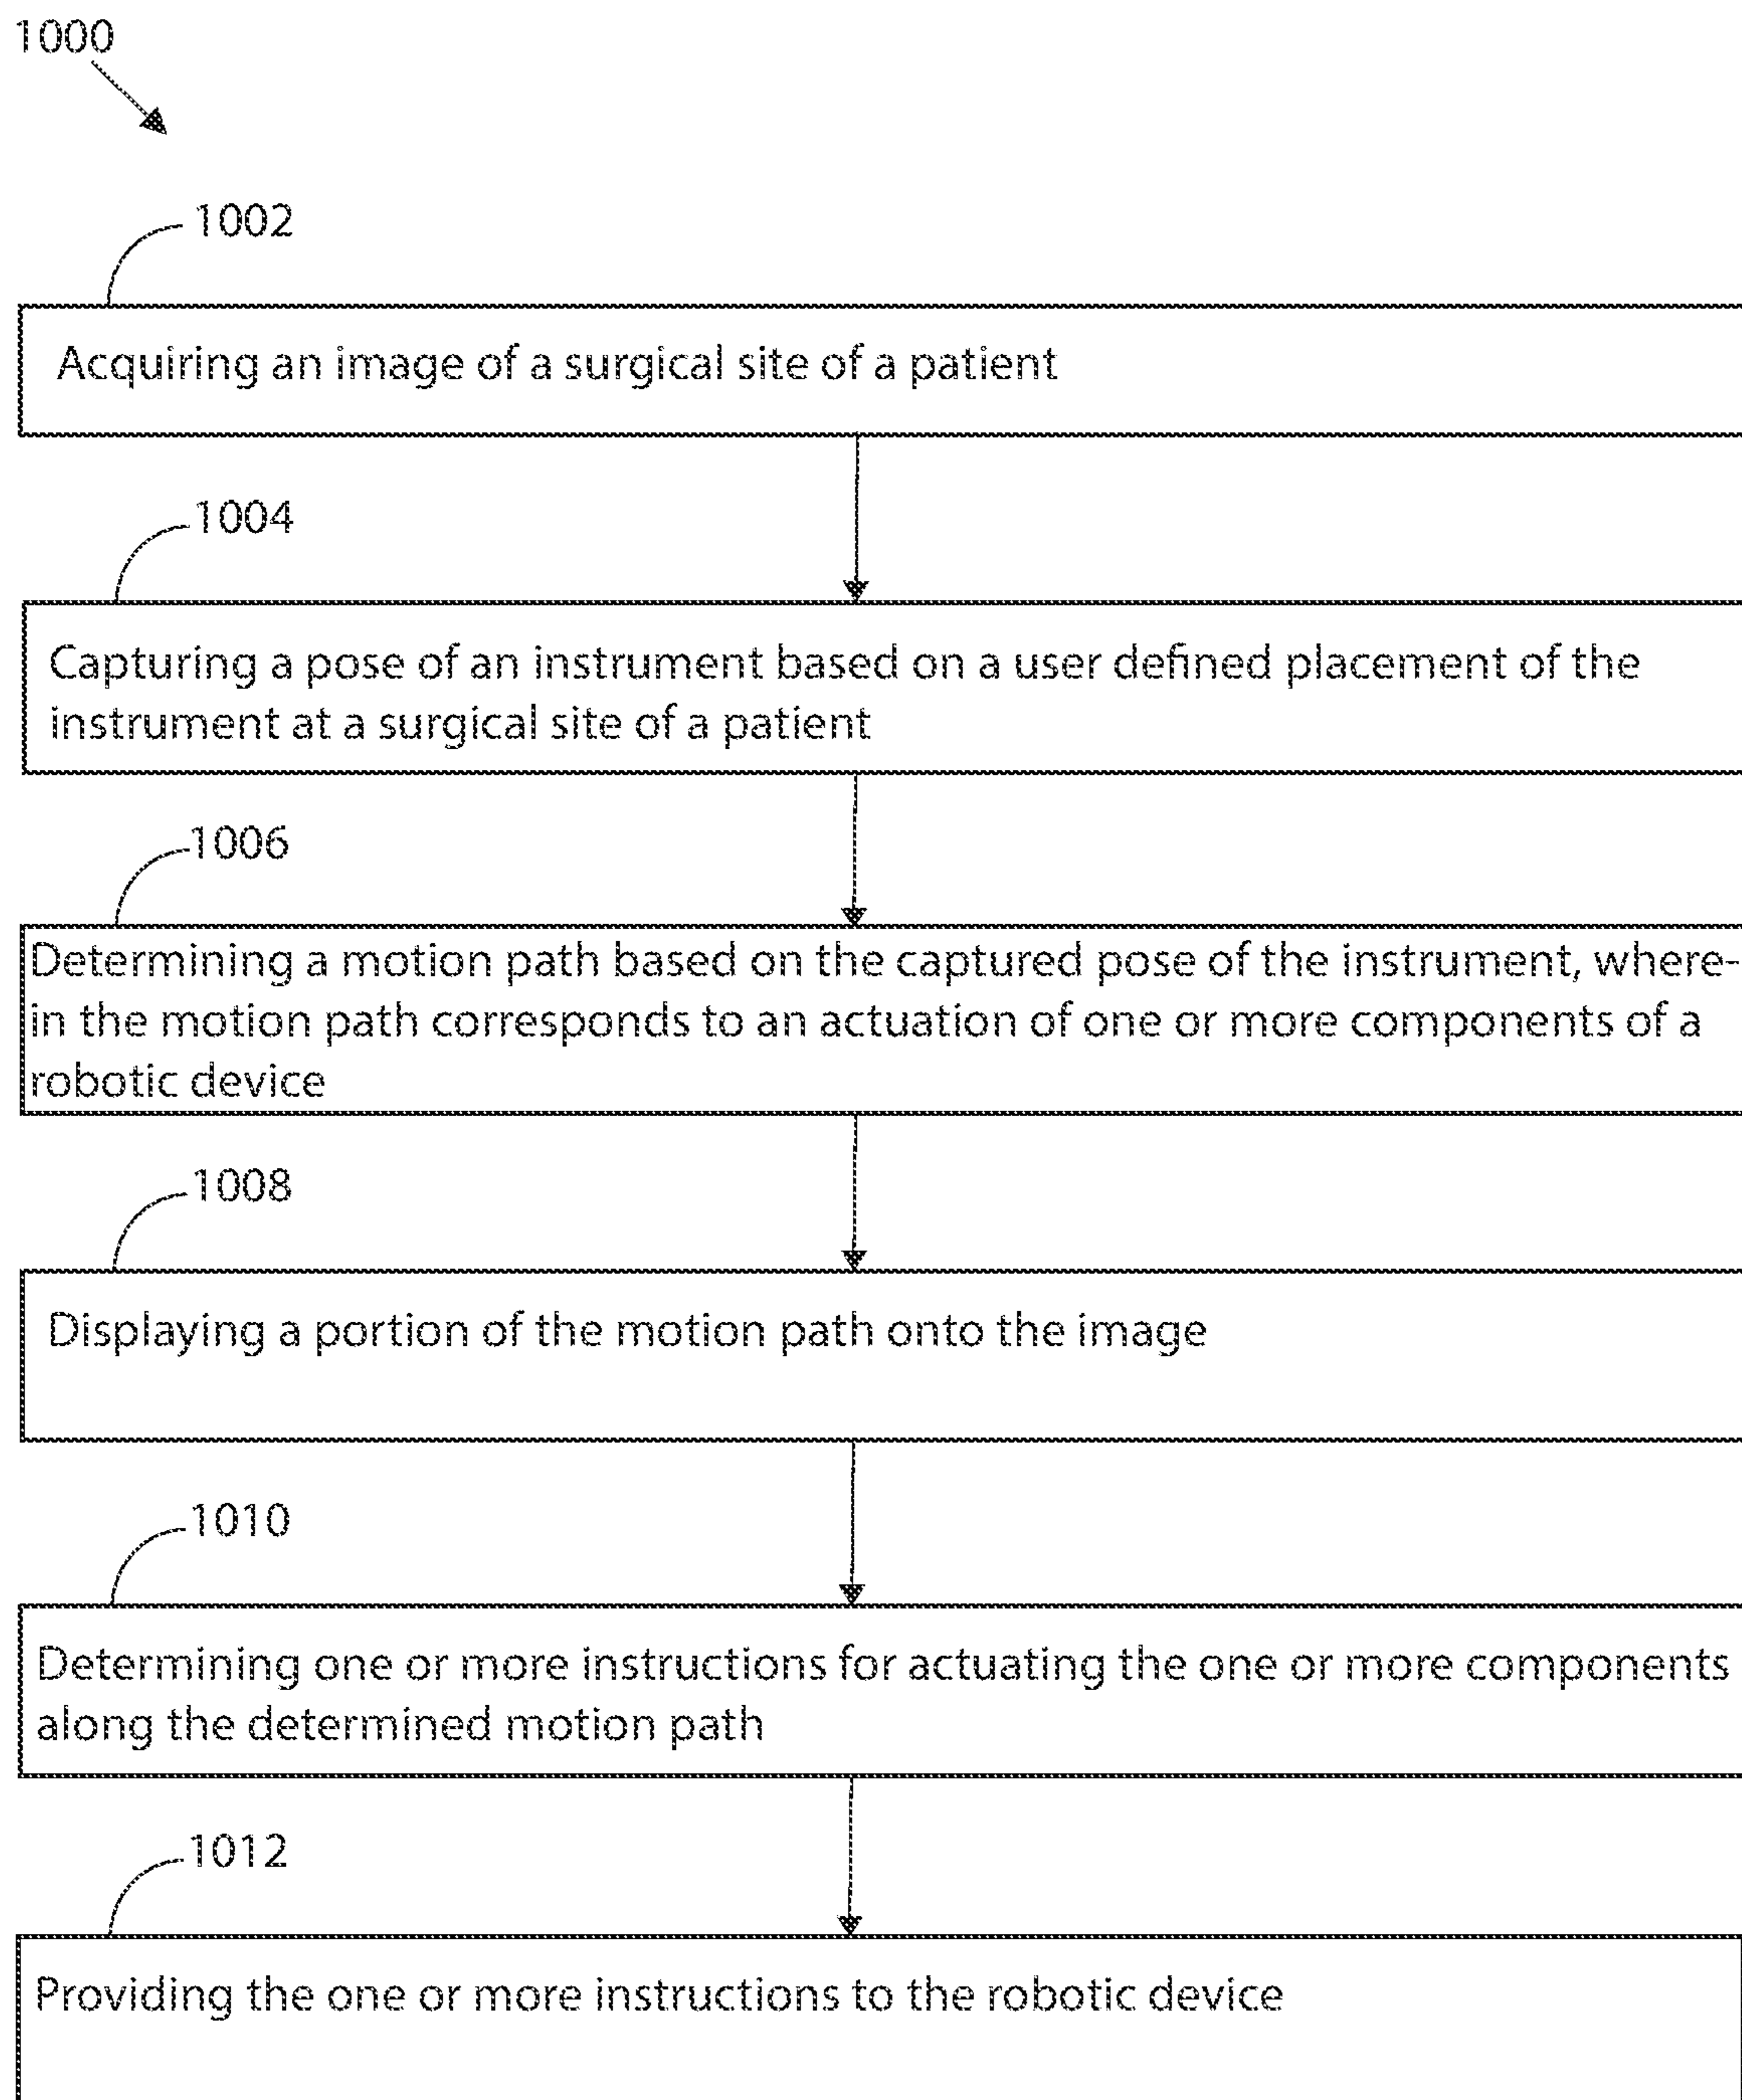 1000
1002
Acquiring an image of a surgical site of a patient
1004
Capturing a pose of an instrument based on a user defined placement of the
instrument at a surgical site of a patient
1006
Determining a motion path based on the captured pose of the instrument, where-
in the motion path corresponds to an actuation of one or more components of a
robotic device
1008
Displaying a portion of the motion path onto the image
1010
Determining one or more instructions for actuating the one or more components
along the determined motion path
1012
Providing the one or more instructions to the robotic device